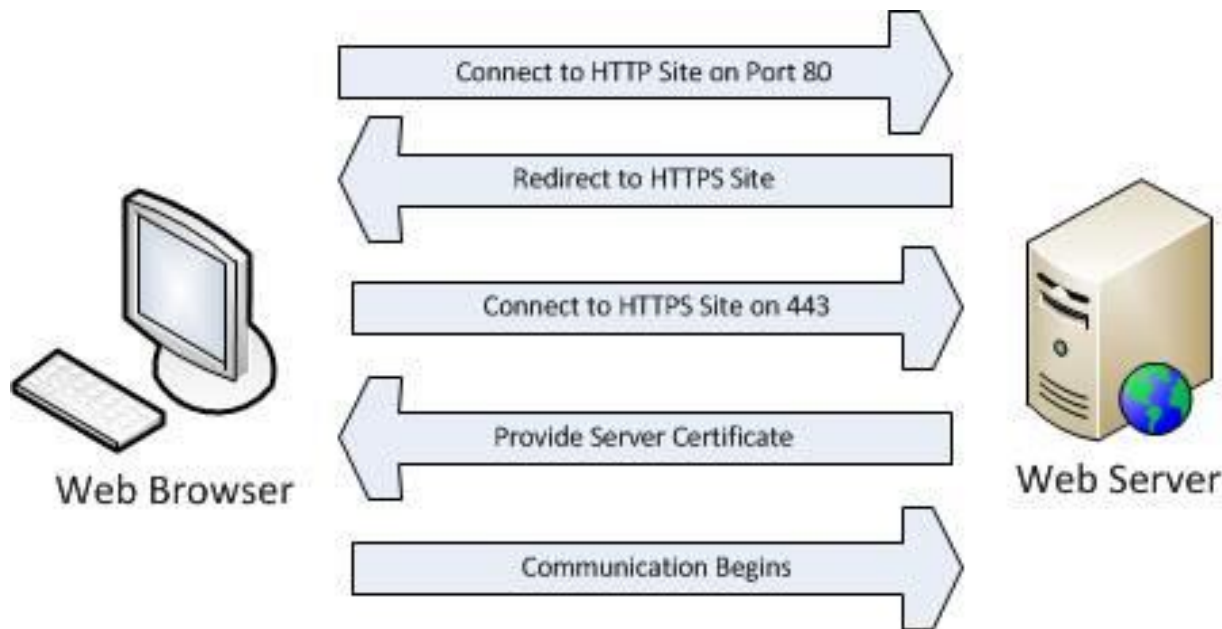 Connect to HTTP Site on Port 80
Redirect to HTTPS Site
Connect to HTTPS Site on 443
Provide Server Certificate
Communication Begins
Web Browser
Web Server